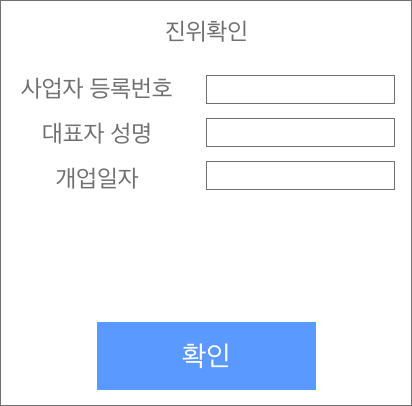 진위확인
사업자 등록번호
대표자 성명
개업일자
확인